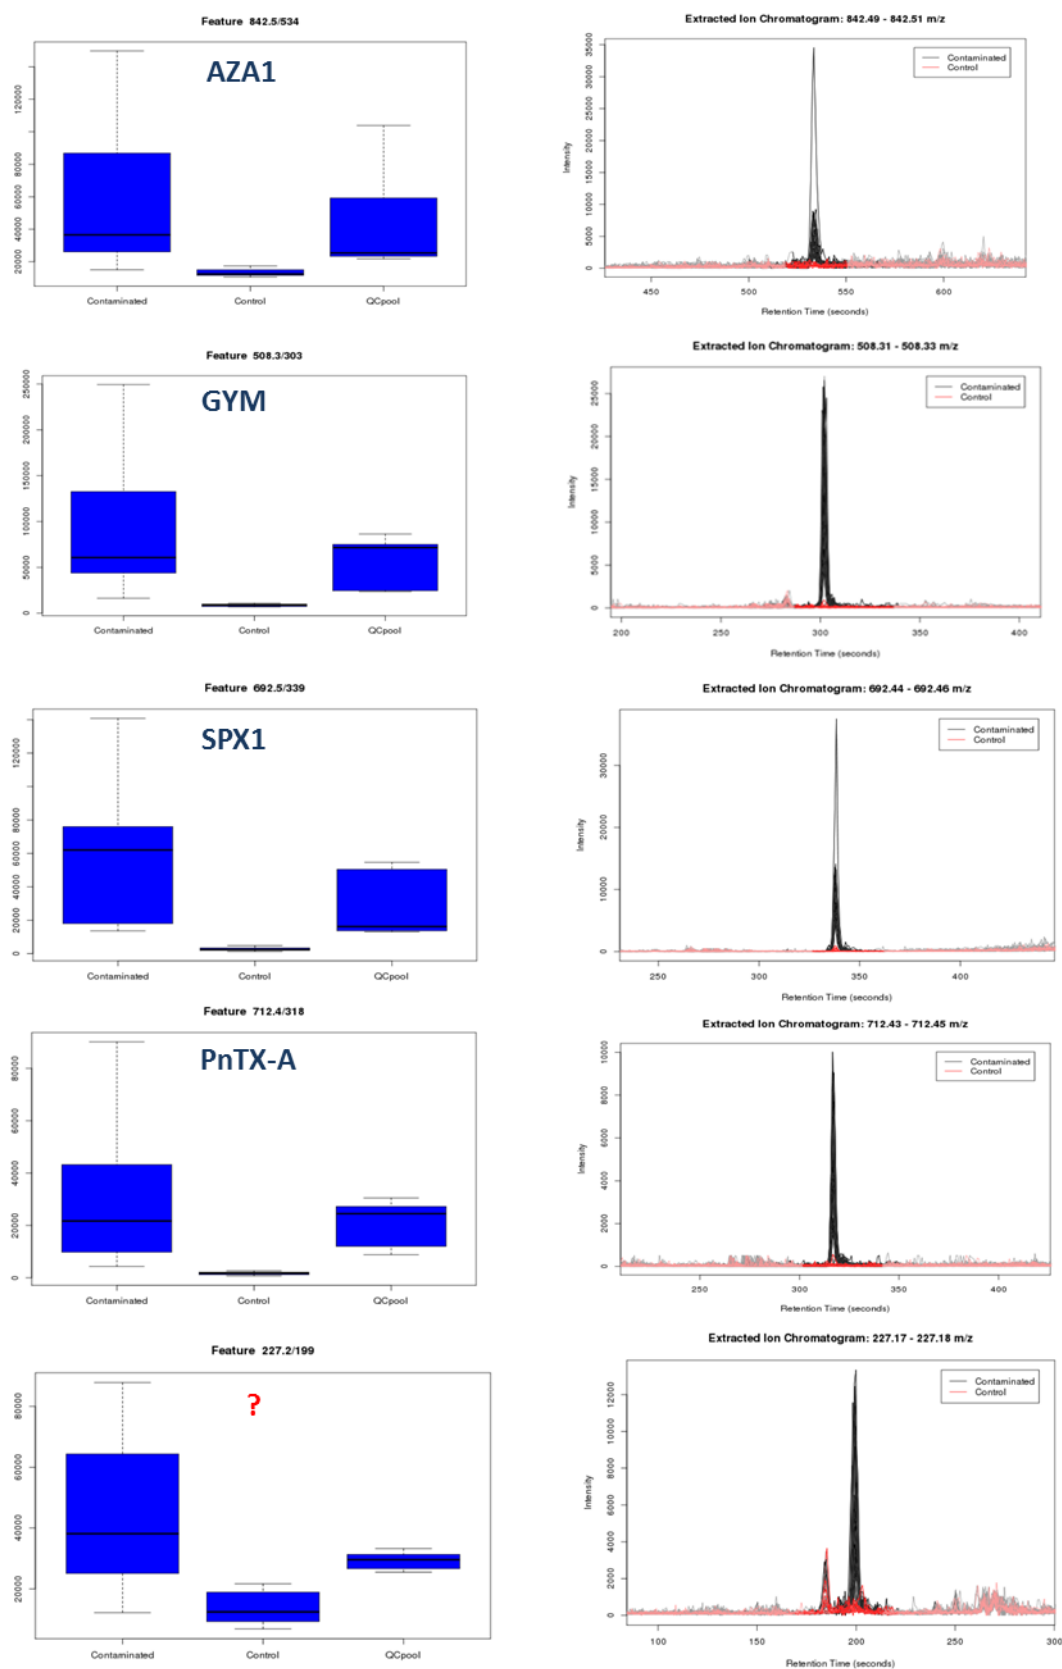 Feature 842.5/534
AZA1
120000
80000
60000
40000
20000
Contaminated Control QCpool
Extracted Ion Chromatogram: 842.49 - 842.51 m/z
Contaminated
Control
Intensity
35000
30000
25000
20000
15000
10000
5000
0
450 500 550 600
Retention Time (seconds)
Feature 508.3/303
GYM
250000
200000
150000
100000
50000
0
Contaminated Control QCpool
Extracted Ion Chromatogram: 508.31 - 508.33 m/z
Contaminated
Control
Intensity
25000
20000
15000
10000
5000
0
200 250 300 350 400
Retention Time (seconds)
Feature 692.5/339
SPX1
120000
80000
60000
40000
20000
0
Contaminated Control QCpool
Extracted Ion Chromatogram: 692.44 - 692.46 m/z
Contaminated
Control
Intensity
30000
20000
10000
0
250 300 350 400
Retention Time (seconds)
Feature 712.4/318
PnTX-A
80000
60000
40000
20000
0
Contaminated Control QCpool
Extracted Ion Chromatogram: 712.43 - 712.45 m/z
Contaminated
Control
Intensity
10000
8000
6000
4000
2000
0
250 300 350 400
Retention Time (seconds)
Feature 227.2/199
?
80000
60000
40000
20000
Contaminated Control QCpool
Extracted Ion Chromatogram: 227.17 - 227.18 m/z
Contaminated
Control
Intensity
12000
10000
8000
6000
4000
2000
0
100 150 200 250 300
Retention Time (seconds)